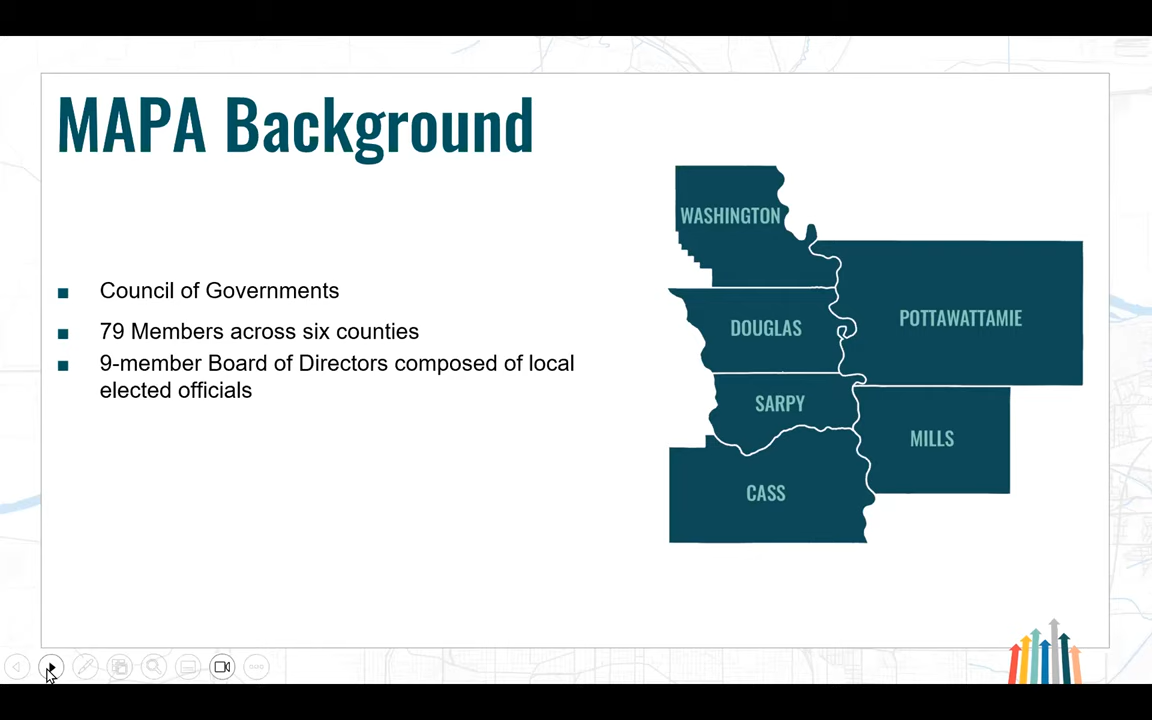 MAPA Background
Council of Governments
79 Members across six counties
9-member Board of Directors composed of local
elected officials
WASHINGTON
DOUGLAS
POTTAWATTAMIE
SARPY
MILLS
CASS